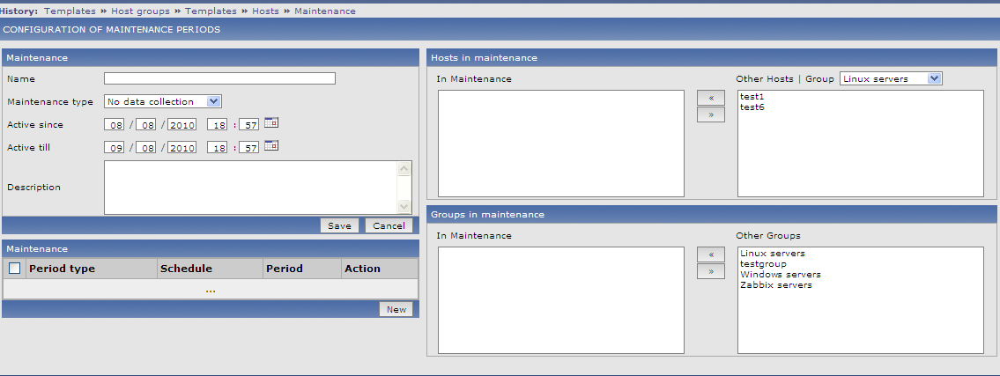 History: Templates » Host groups » Templates » Hosts » Maintenance
CONFIGURATION OF MAINTENANCE PERIODS
Maintenance
Name
Maintenance type No data collection
Active since 08 / 08 / 2010 18 : 57
Active till 09 / 08 / 2010 18 : 57
Description
Save Cancel
Maintenance
Period type Schedule Period Action
...
New
Hosts in maintenance
In Maintenance Other Hosts | Group Linux servers
«
»
test1
test6
Groups in maintenance
In Maintenance Other Groups
«
»
Linux servers
testgroup
Windows servers
Zabbix servers